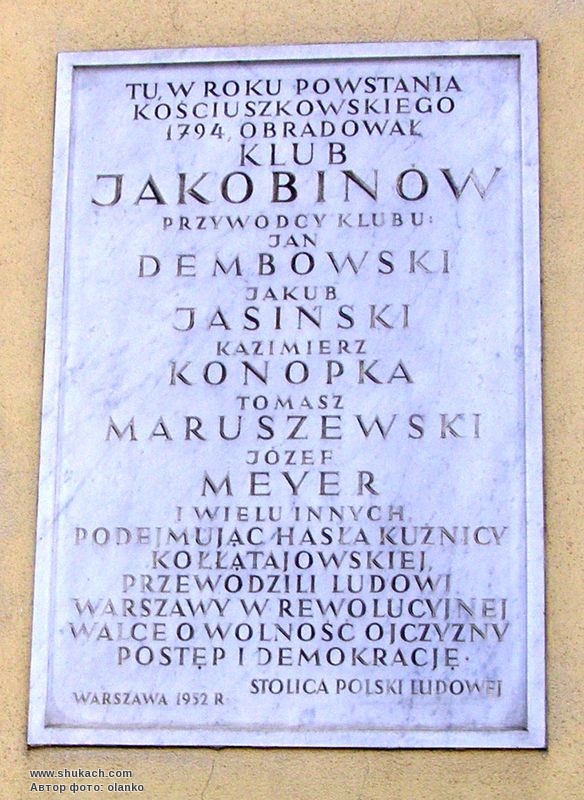 TU, W ROKU POWSTANIA
KOŚCIUSZKOWSKIEGO
1794, OBRADOWAŁ
KLUB
JAKOBINÓW
PRZYWÓDCY KLUBU:
JAN
DEMBOWSKI
JAKUB
JASIŃSKI
KAZIMIERZ
KONOPKA
TOMASZ
MARUSZEWSKI
JÓZEF
MEYER
I WIELU INNYCH,
PODEJMUJĄC HASŁA KUŹNICY
KOŁŁĄTAJOWSKIEJ,
PRZEWODZILI LUDOWI
WARSZAWY W REWOLUCYJNEJ
WALCE O WOLNOŚĆ OJCZYZNY
POSTĘP I DEMOKRACJĘ.
STOLICA POLSKI LUDOWEJ
WARSZAWA 1952 R.
www.shukach.com
Автор фото: olanko